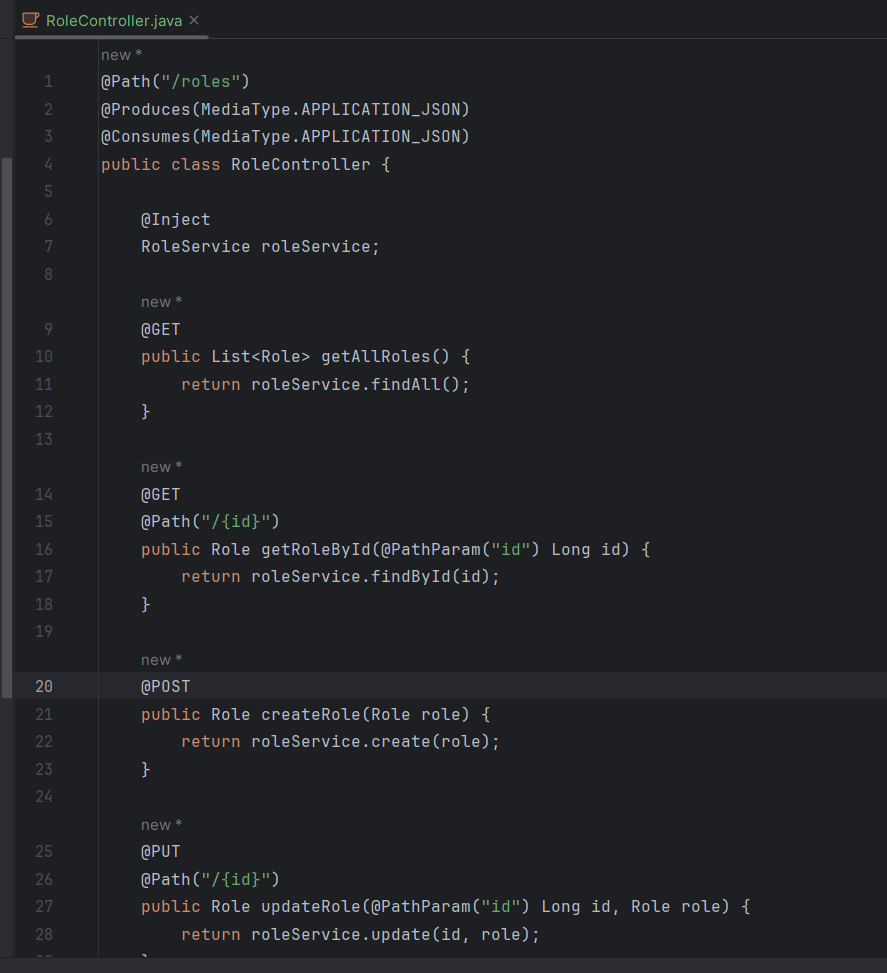 RoleController.java
new *
1 @Path("/roles")
2 @Produces(MediaType.APPLICATION_JSON)
3 @Consumes(MediaType.APPLICATION_JSON)
4 public class RoleController {
5
6 @Inject
7 RoleService roleService;
8
new *
9 @GET
10 public List<Role> getAllRoles() {
11 return roleService.findAll();
12 }
13
new *
14 @GET
15 @Path("/{id}")
16 public Role getRoleById(@PathParam("id") Long id) {
17 return roleService.findById(id);
18 }
19
new *
20 @POST
21 public Role createRole(Role role) {
22 return roleService.create(role);
23 }
24
new *
25 @PUT
26 @Path("/{id}")
27 public Role updateRole(@PathParam("id") Long id, Role role) {
28 return roleService.update(id, role);